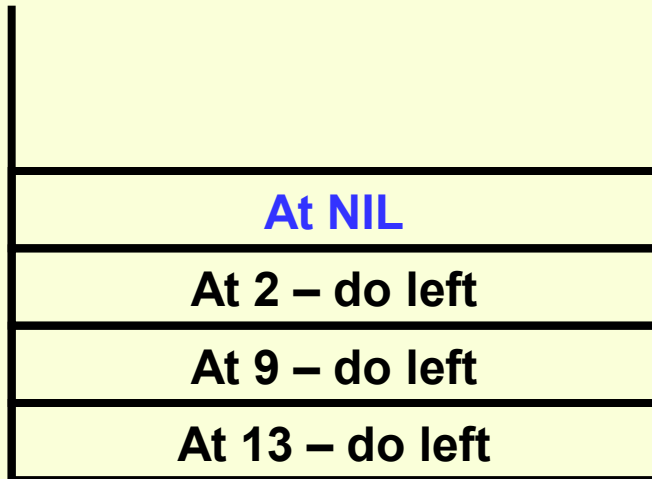 At NIL
At 2 – do left
At 9 – do left
At 13 – do left